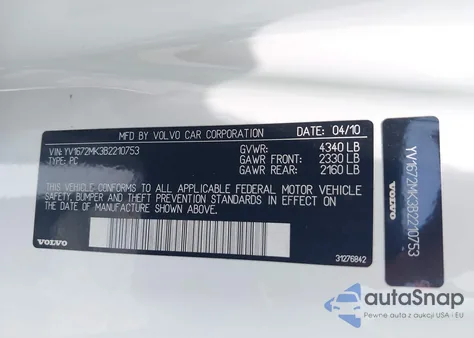 MFD. BY VOLVO CAR CORPORATION
DATE: 04/10
VIN: YV1672MK3B2210753
TYPE: PC
GVWR: 4340 LB
GAWR FRONT: 2330 LB
GAWR REAR: 2160 LB
THIS VEHICLE CONFORMS TO ALL APPLICABLE FEDERAL MOTOR VEHICLE
SAFETY, BUMPER AND THEFT PREVENTION STANDARDS IN EFFECT ON THE
DATE OF MANUFACTURE SHOWN ABOVE.
VOLVO
31276842
YV1672MK3B2210753
VOLVO
autoSnap
Pewne auta z aukcji USA i EU